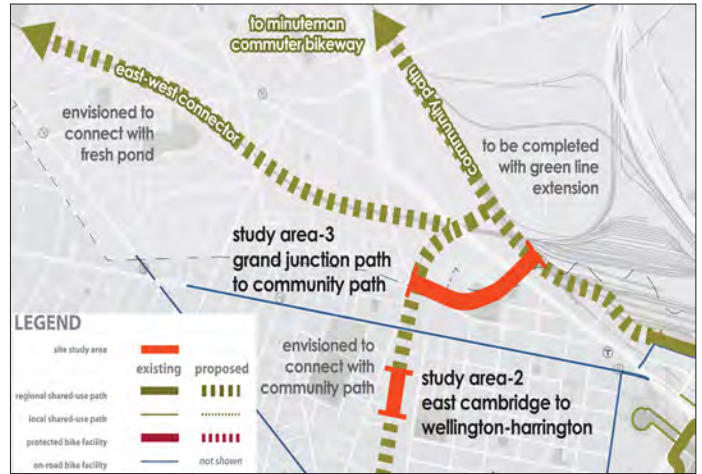 to minuteman
commuter bikeway
east-west connector
community path
envisioned to
connect with
fresh pond
to be completed
with green line
extension
study area-3
grand junction path
to community path
envisioned to
connect with
community path
study area-2
east cambridge to
wellington-harrington
T
LEGEND
site study area
existing proposed
regional shared-use path
local shared-use path
protected bike facility
on-road bike facility not shown